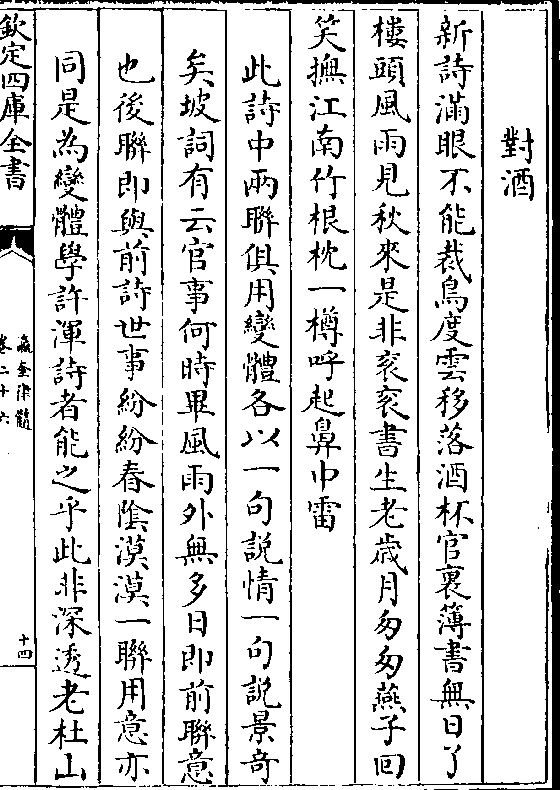 對酒
新詩滿眼不能裁鳥度雲移落酒杯官裏簿書無日了
樓頭風雨見秋來是非衮衮書生老歲月匆匆燕子回
笑撫江南竹根枕一樽呼起鼻中雷
此詩中兩聯俱用變體各以一句說情一句說景奇
矣坡詞有云官事何時畢風雨外無多日即前聯意
也後聯即與前詩世事紛紛春陰漠漠一聯用意亦
同是為變體學許渾詩者能之乎此非深透老杜山
欽定四庫全書
瀛奎律髓
卷二十六
十四